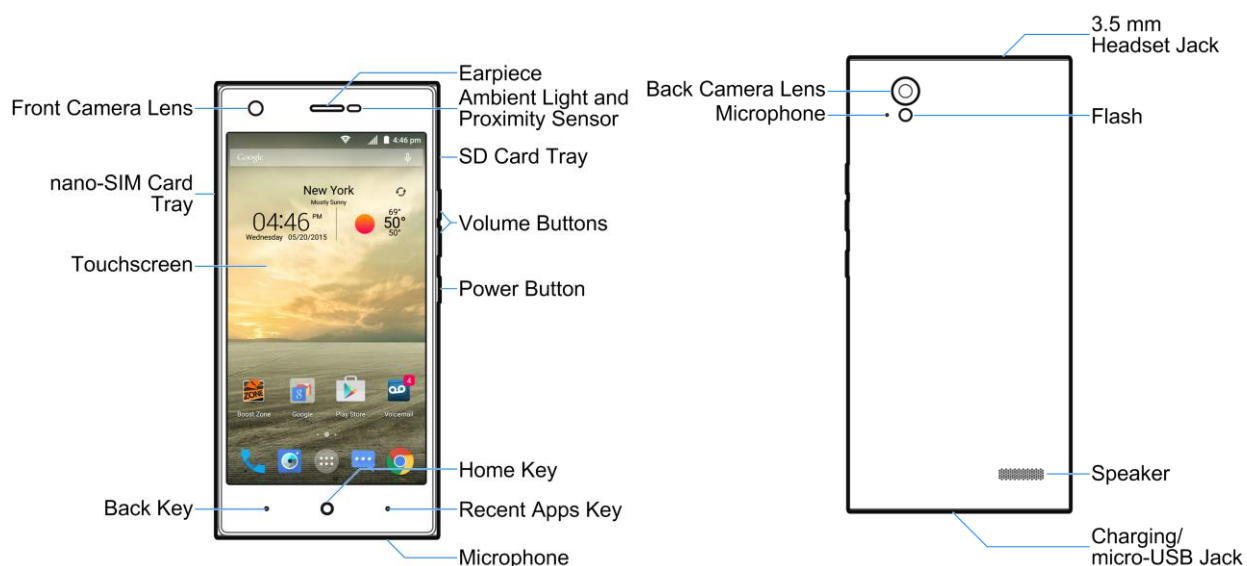 Front Camera Lens
nano-SIM Card
Tray
Touchscreen
Back Key
Earpiece
Ambient Light and
Proximity Sensor
SD Card Tray
Volume Buttons
Power Button
Home Key
Recent Apps Key
Microphone
4:46 pm
Google
New York
Mostly Sunny
04:46 PM
Wednesday 05/20/2015
69°
50°
50°
ZONE
8
4
Boost Zone
Google
Play Store
Voicemail
3.5 mm
Headset Jack
Back Camera Lens
Microphone
Flash
Speaker
Charging/
micro-USB Jack